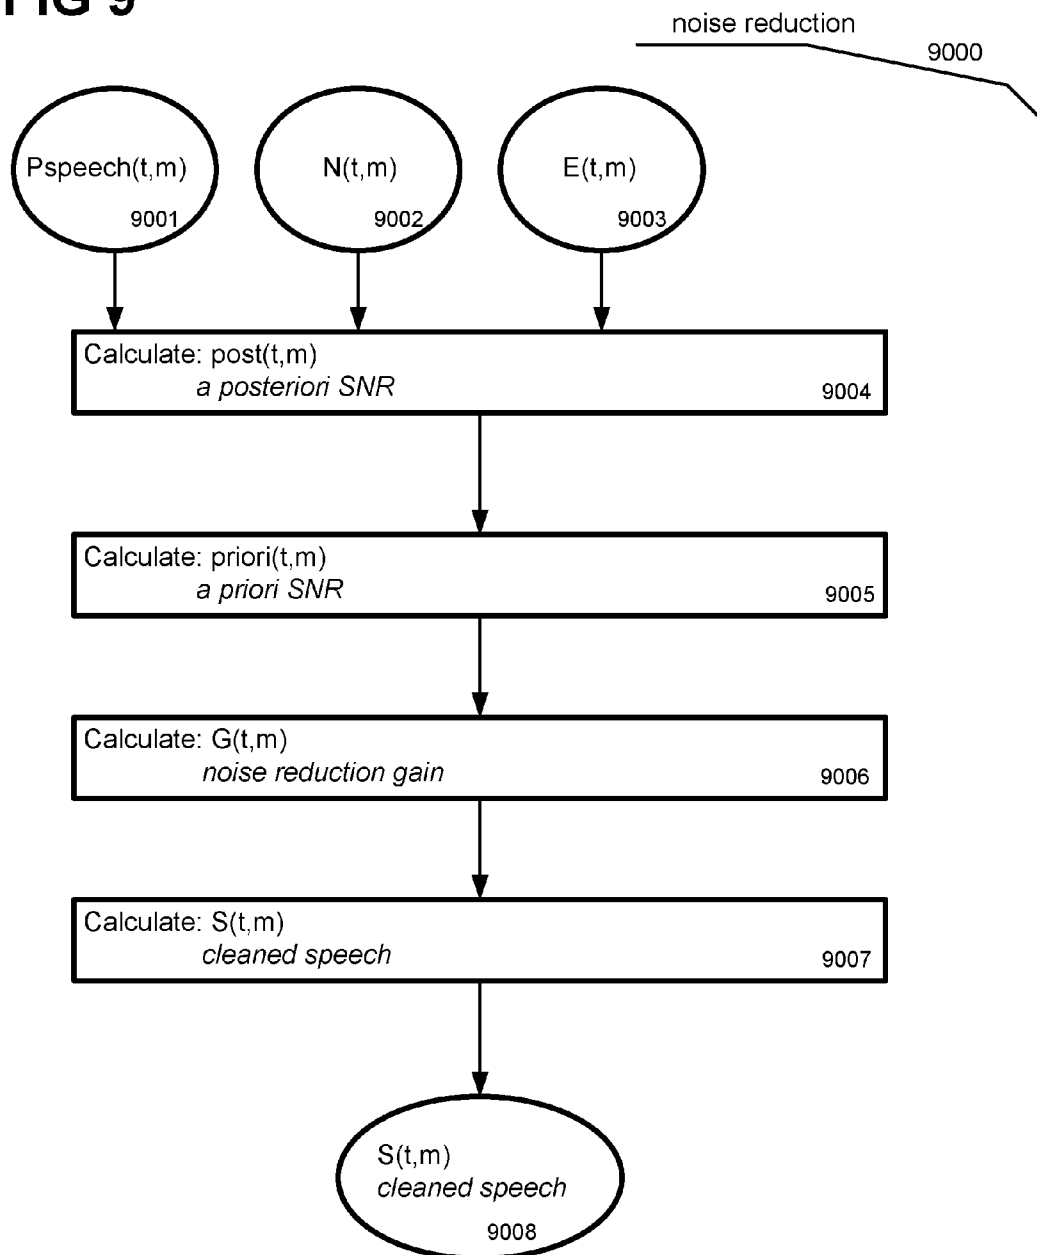 FIG 9
noise reduction
9000
Pspeech(t,m)
9001
N(t,m)
9002
E(t,m)
9003
Calculate: post(t,m)
a posteriori SNR
9004
Calculate: priori(t,m)
a priori SNR
9005
Calculate: G(t,m)
noise reduction gain
9006
Calculate: S(t,m)
cleaned speech
9007
S(t,m)
cleaned speech
9008